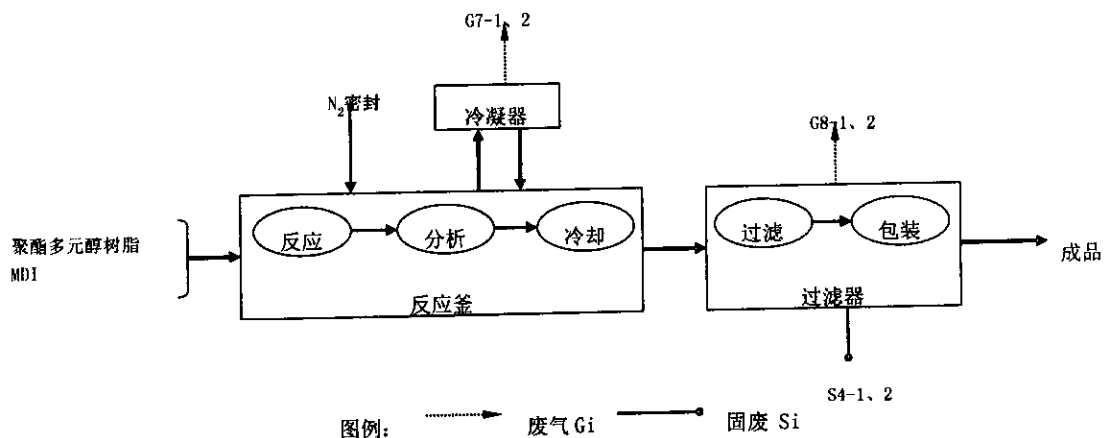 G7-1、2
N₂密封
冷凝器
G8-1、2
反应
分析
冷却
过滤
包装
聚酯多元醇树脂
MDI
成品
反应釜
过滤器
S4-1、2
图例：
废气 Gi
固废 Si